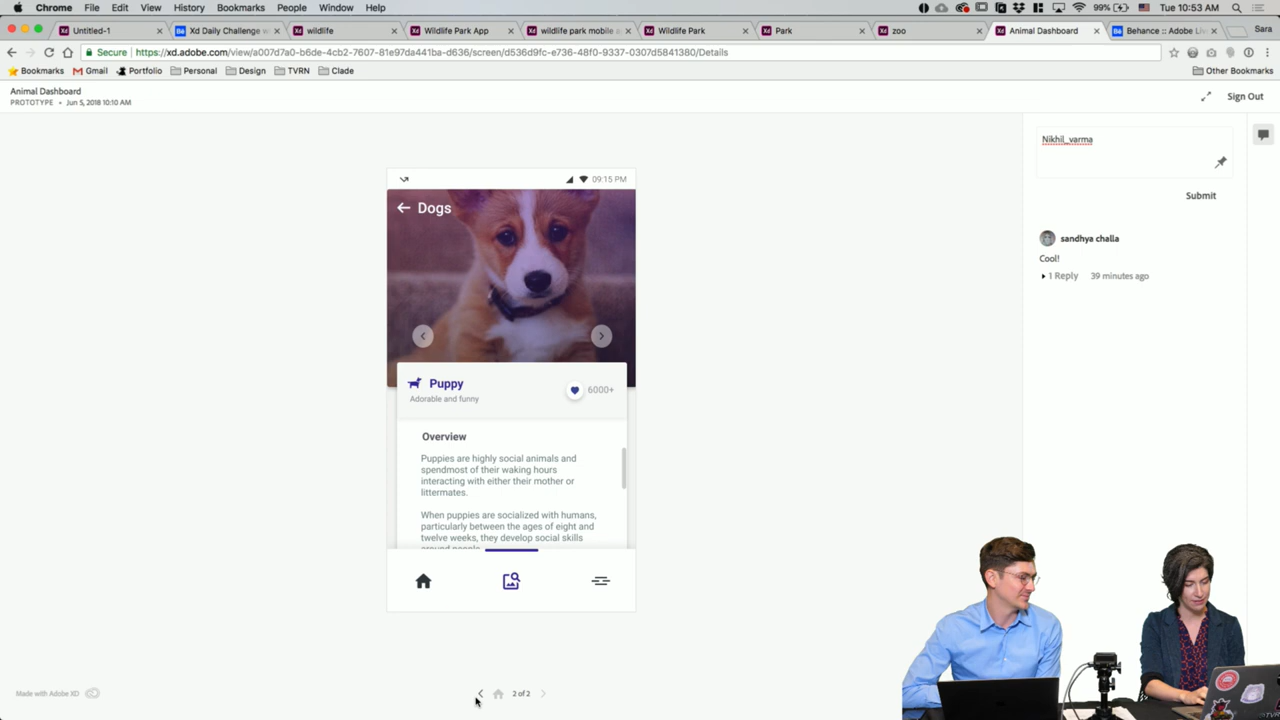 Chrome File Edit View History Bookmarks People Window Help
99% Tue 10:53 AM
Untitled-1
Xd Daily Challenge
wildlife
Wildlife Park App
wildlife park mobile
Wildlife Park
Park
zoo
Animal Dashboard
Behance :: Adobe Li
Sara
Secure https://xd.adobe.com/view/a007d7a0-b6de-4cb2-7607-81e97da441ba-d636/screen/d536d9fc-e736-48f0-9337-0307d5841380/Details
Bookmarks Gmail Portfolio Personal Design TVRN Clade Other Bookmarks
Animal Dashboard
PROTOTYPE • Jun 5, 2018 10:10 AM
Sign Out
09:15 PM
Dogs
Puppy
Adorable and funny
6000+
Overview
Puppies are highly social animals and
spendmost of their waking hours
interacting with either their mother or
littermates.
When puppies are socialized with humans,
particularly between the ages of eight and
twelve weeks, they develop social skills
around people
Nikhil_varma
Submit
sandhya challa
Cool!
1 Reply 39 minutes ago
Made with Adobe XD
2 of 2